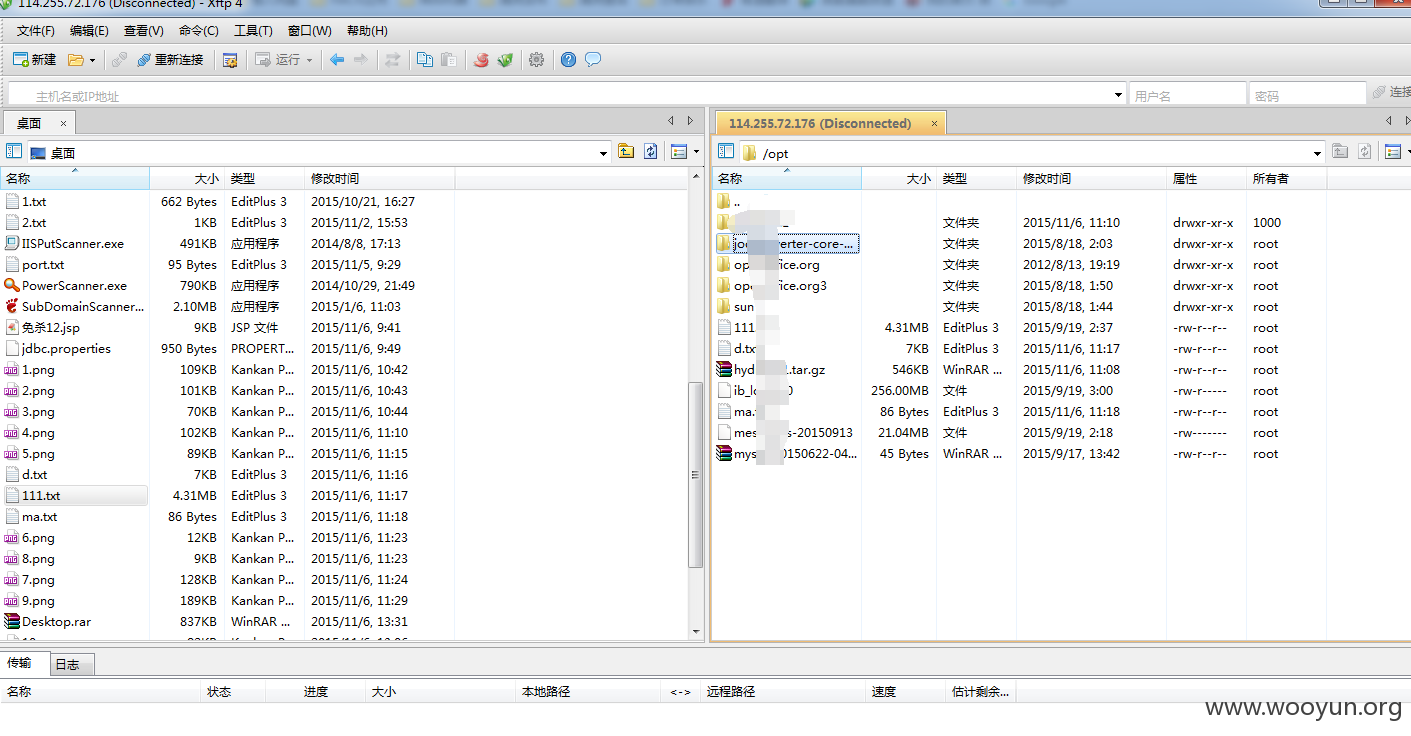 114.255.72.176 (Disconnected) - Xftp 4
文件(F) 编辑(E) 查看(V) 命令(C) 工具(T) 窗口(W) 帮助(H)
新建 重新连接 运行
主机名或IP地址 用户名 密码 连接
桌面 × 114.255.72.176 (Disconnected) ×
桌面 /opt
名称 大小 类型 修改时间
1.txt 662 Bytes EditPlus 3 2015/10/21, 16:27
2.txt 1KB EditPlus 3 2015/11/2, 15:53
IISPutScanner.exe 491KB 应用程序 2014/8/8, 17:13
port.txt 95 Bytes EditPlus 3 2015/11/5, 9:29
PowerScanner.exe 790KB 应用程序 2014/10/29, 21:49
SubDomainScanner... 2.10MB 应用程序 2015/1/6, 11:03
免杀12.jsp 9KB JSP 文件 2015/11/6, 9:41
jdbc.properties 950 Bytes PROPERT... 2015/11/6, 9:49
1.png 109KB Kankan P... 2015/11/6, 10:42
2.png 101KB Kankan P... 2015/11/6, 10:43
3.png 70KB Kankan P... 2015/11/6, 10:44
4.png 102KB Kankan P... 2015/11/6, 11:10
5.png 89KB Kankan P... 2015/11/6, 11:15
d.txt 7KB EditPlus 3 2015/11/6, 11:16
111.txt 4.31MB EditPlus 3 2015/11/6, 11:17
ma.txt 86 Bytes EditPlus 3 2015/11/6, 11:18
6.png 12KB Kankan P... 2015/11/6, 11:23
8.png 9KB Kankan P... 2015/11/6, 11:23
7.png 128KB Kankan P... 2015/11/6, 11:24
9.png 189KB Kankan P... 2015/11/6, 11:29
Desktop.rar 837KB WinRAR ... 2015/11/6, 13:31
名称 大小 类型 修改时间 属性 所有者
..
文件夹 2015/11/6, 11:10 drwxr-xr-x 1000
jo verter-core-... 文件夹 2015/8/18, 2:03 drwxr-xr-x root
op fice.org 文件夹 2012/8/13, 19:19 drwxr-xr-x root
op fice.org3 文件夹 2015/8/18, 1:50 drwxr-xr-x root
sun 文件夹 2015/8/18, 1:44 drwxr-xr-x root
111 4.31MB EditPlus 3 2015/9/19, 2:37 -rw-r--r-- root
d.tx 7KB EditPlus 3 2015/11/6, 11:17 -rw-r--r-- root
hyd .tar.gz 546KB WinRAR ... 2015/11/6, 11:08 -rw-r--r-- root
ib_l 0 256.00MB 文件 2015/9/19, 3:00 -rw-r----- root
ma. 86 Bytes EditPlus 3 2015/11/6, 11:18 -rw-r--r-- root
mes s-20150913 21.04MB 文件 2015/9/19, 2:18 -rw------- root
mys 0150622-04... 45 Bytes WinRAR ... 2015/9/17, 13:42 -rw-r--r-- root
传输 日志
名称 状态 进度 大小 本地路径 <-> 远程路径 速度 估计剩余...
www.wooyun.org